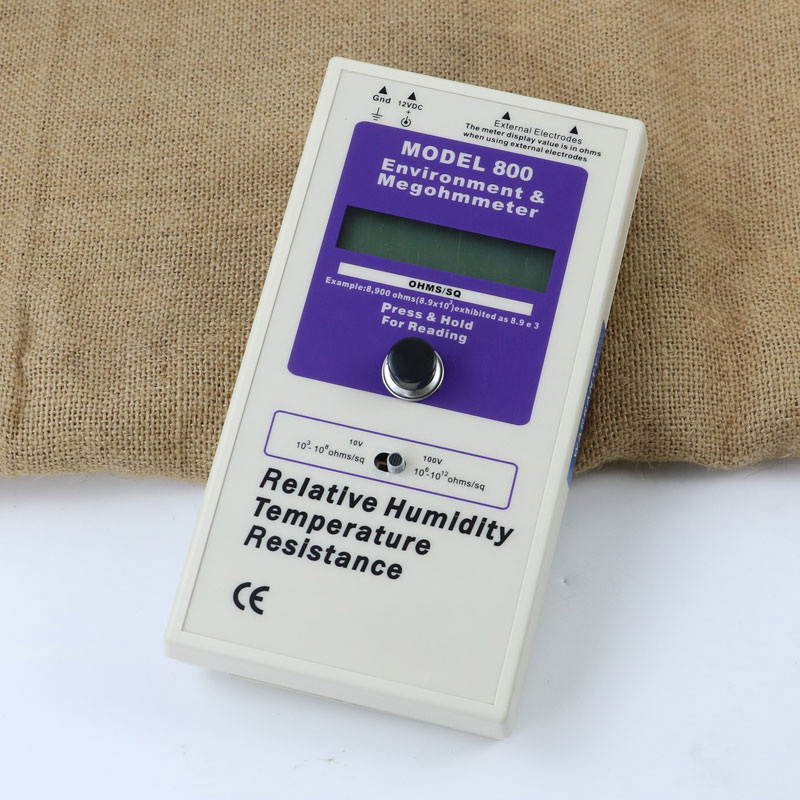 Gnd 12VDC
+
External Electrodes
The meter display value is in ohms
when using external electrodes
MODEL 800
Environment &
Megohmmeter
OHMS/SQ
Example:8,900 ohms(8.9x10³)exhibited as 8.9 e 3
Press & Hold
For Reading
10V
10³-10⁸ohms/sq
100V
10⁶-10¹²ohms/sq
Relative Humidity
Temperature
Resistance
CE